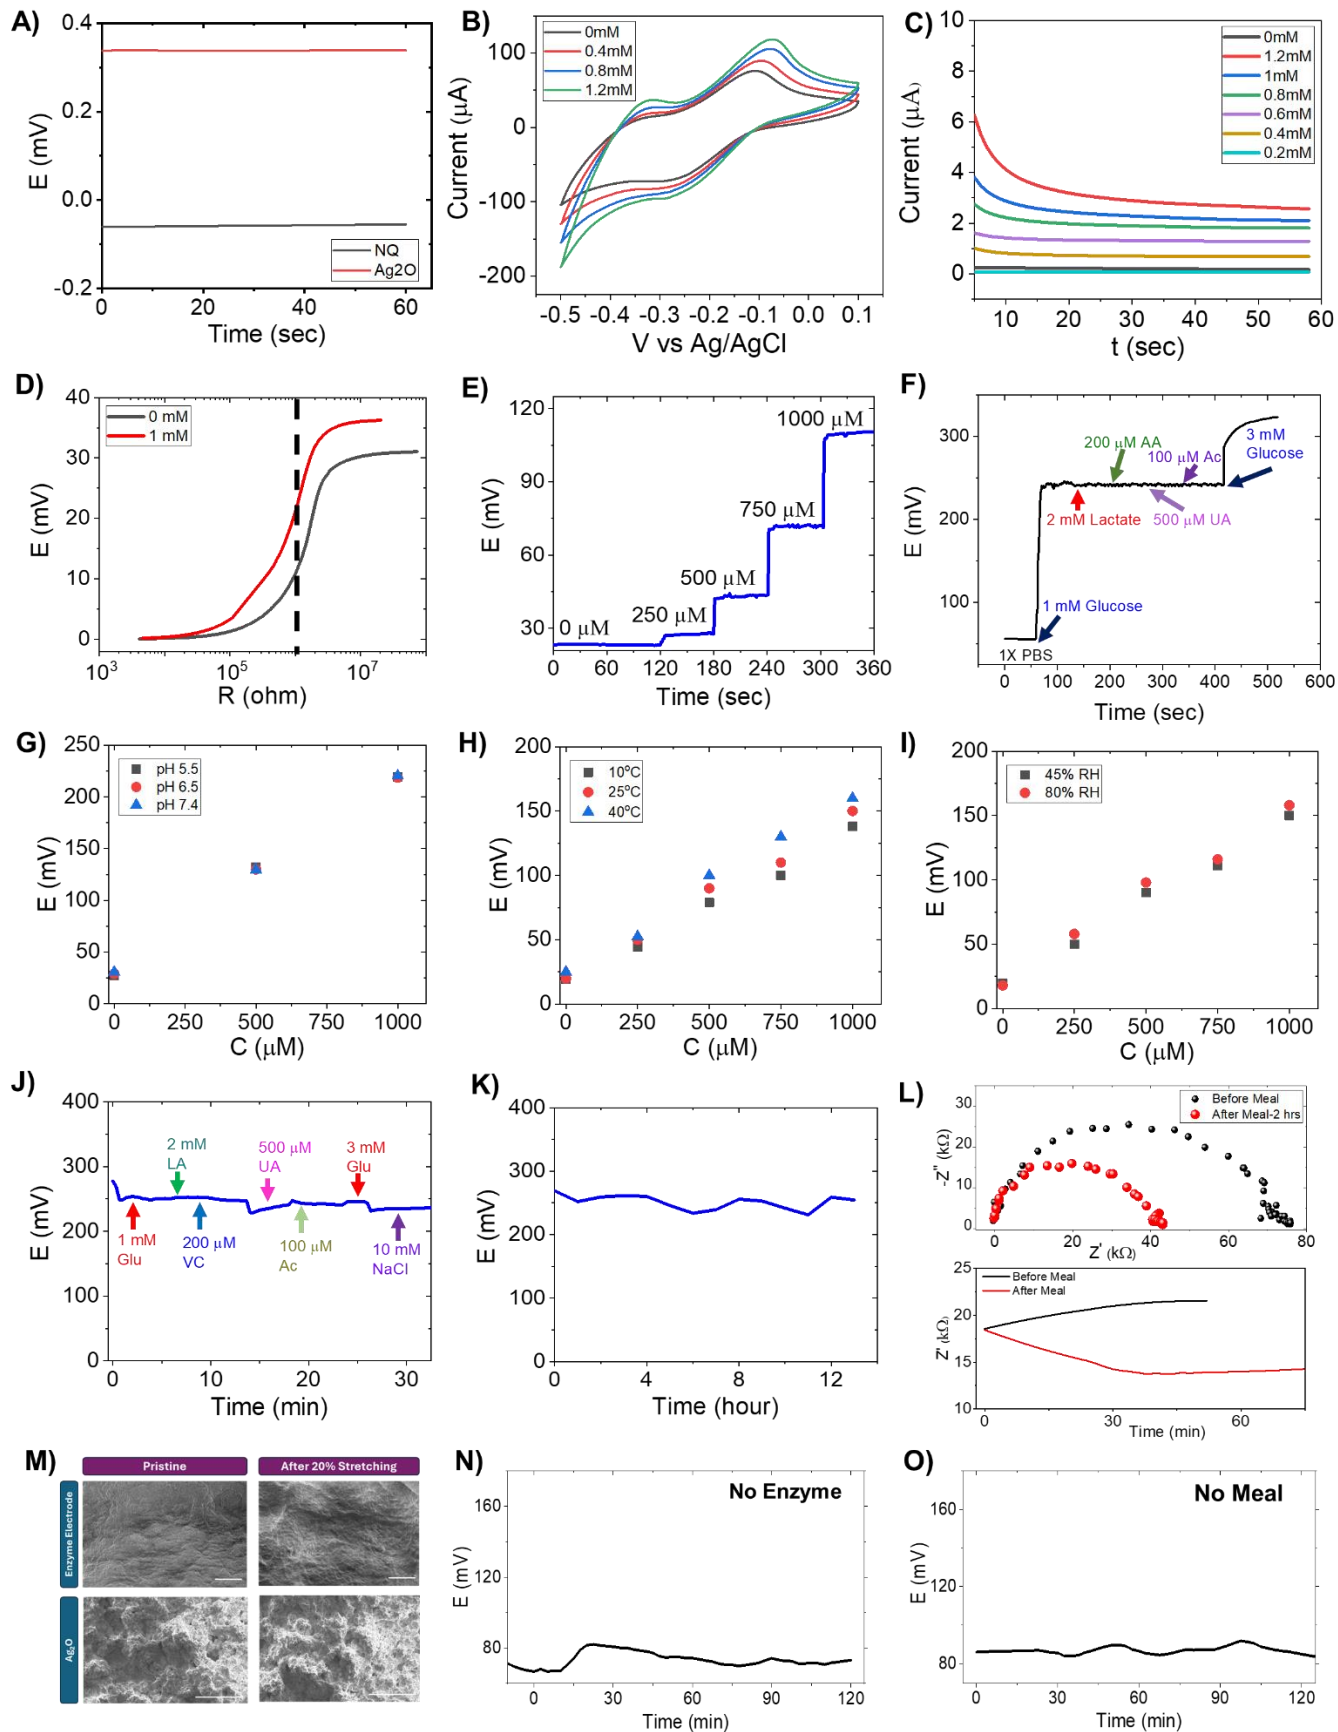 A)
E (mV)
0.4
0.2
0.0
-0.2
NQ
Ag2O
0
20
40
60
Time (sec)
B)
Current (μA)
100
0
-100
-200
0mM
0.4mM
0.8mM
1.2mM
-0.5
-0.4
-0.3
-0.2
-0.1
0.0
0.1
V vs Ag/AgCl
C)
Current (μA)
10
8
6
4
2
0
0mM
1.2mM
1mM
0.8mM
0.6mM
0.4mM
0.2mM
10
20
30
40
50
60
t (sec)
D)
E (mV)
40
30
20
10
0
0 mM
1 mM
10³
10⁵
10⁷
R (ohm)
E)
E (mV)
120
90
60
30
0 μM
250 μM
500 μM
750 μM
1000 μM
0
60
120
180
240
300
360
Time (sec)
F)
E (mV)
300
200
100
200 μM AA
100 μM Ac
3 mM
Glucose
2 mM Lactate
500 μM UA
1 mM Glucose
1X PBS
0
100
200
300
400
500
600
Time (sec)
G)
E (mV)
250
200
150
100
50
0
pH 5.5
pH 6.5
pH 7.4
0
250
500
750
1000
C (μM)
H)
E (mV)
200
150
100
50
0
10ºC
25ºC
40ºC
0
250
500
750
1000
C (μM)
I)
E (mV)
200
150
100
50
0
45% RH
80% RH
0
250
500
750
1000
C (μM)
J)
E (mV)
400
300
200
100
0
2 mM
LA
500 μM
UA
3 mM
Glu
1 mM
Glu
200 μM
VC
100 μM
Ac
10 mM
NaCl
0
10
20
30
Time (min)
K)
E (mV)
400
300
200
100
0
0
4
8
12
Time (hour)
L)
-Z" (kΩ)
30
20
10
0
Before Meal
After Meal-2 hrs
0
20
40
60
80
Z' (kΩ)
Z' (kΩ)
25
20
15
10
Before Meal
After Meal
0
30
60
Time (min)
M)
Pristine
After 20% Stretching
Enzyme Electrode
Ag₂O
N)
No Enzyme
E (mV)
160
120
80
0
30
60
90
120
Time (min)
O)
No Meal
E (mV)
160
120
80
0
25
50
75
100
125
Time (min)